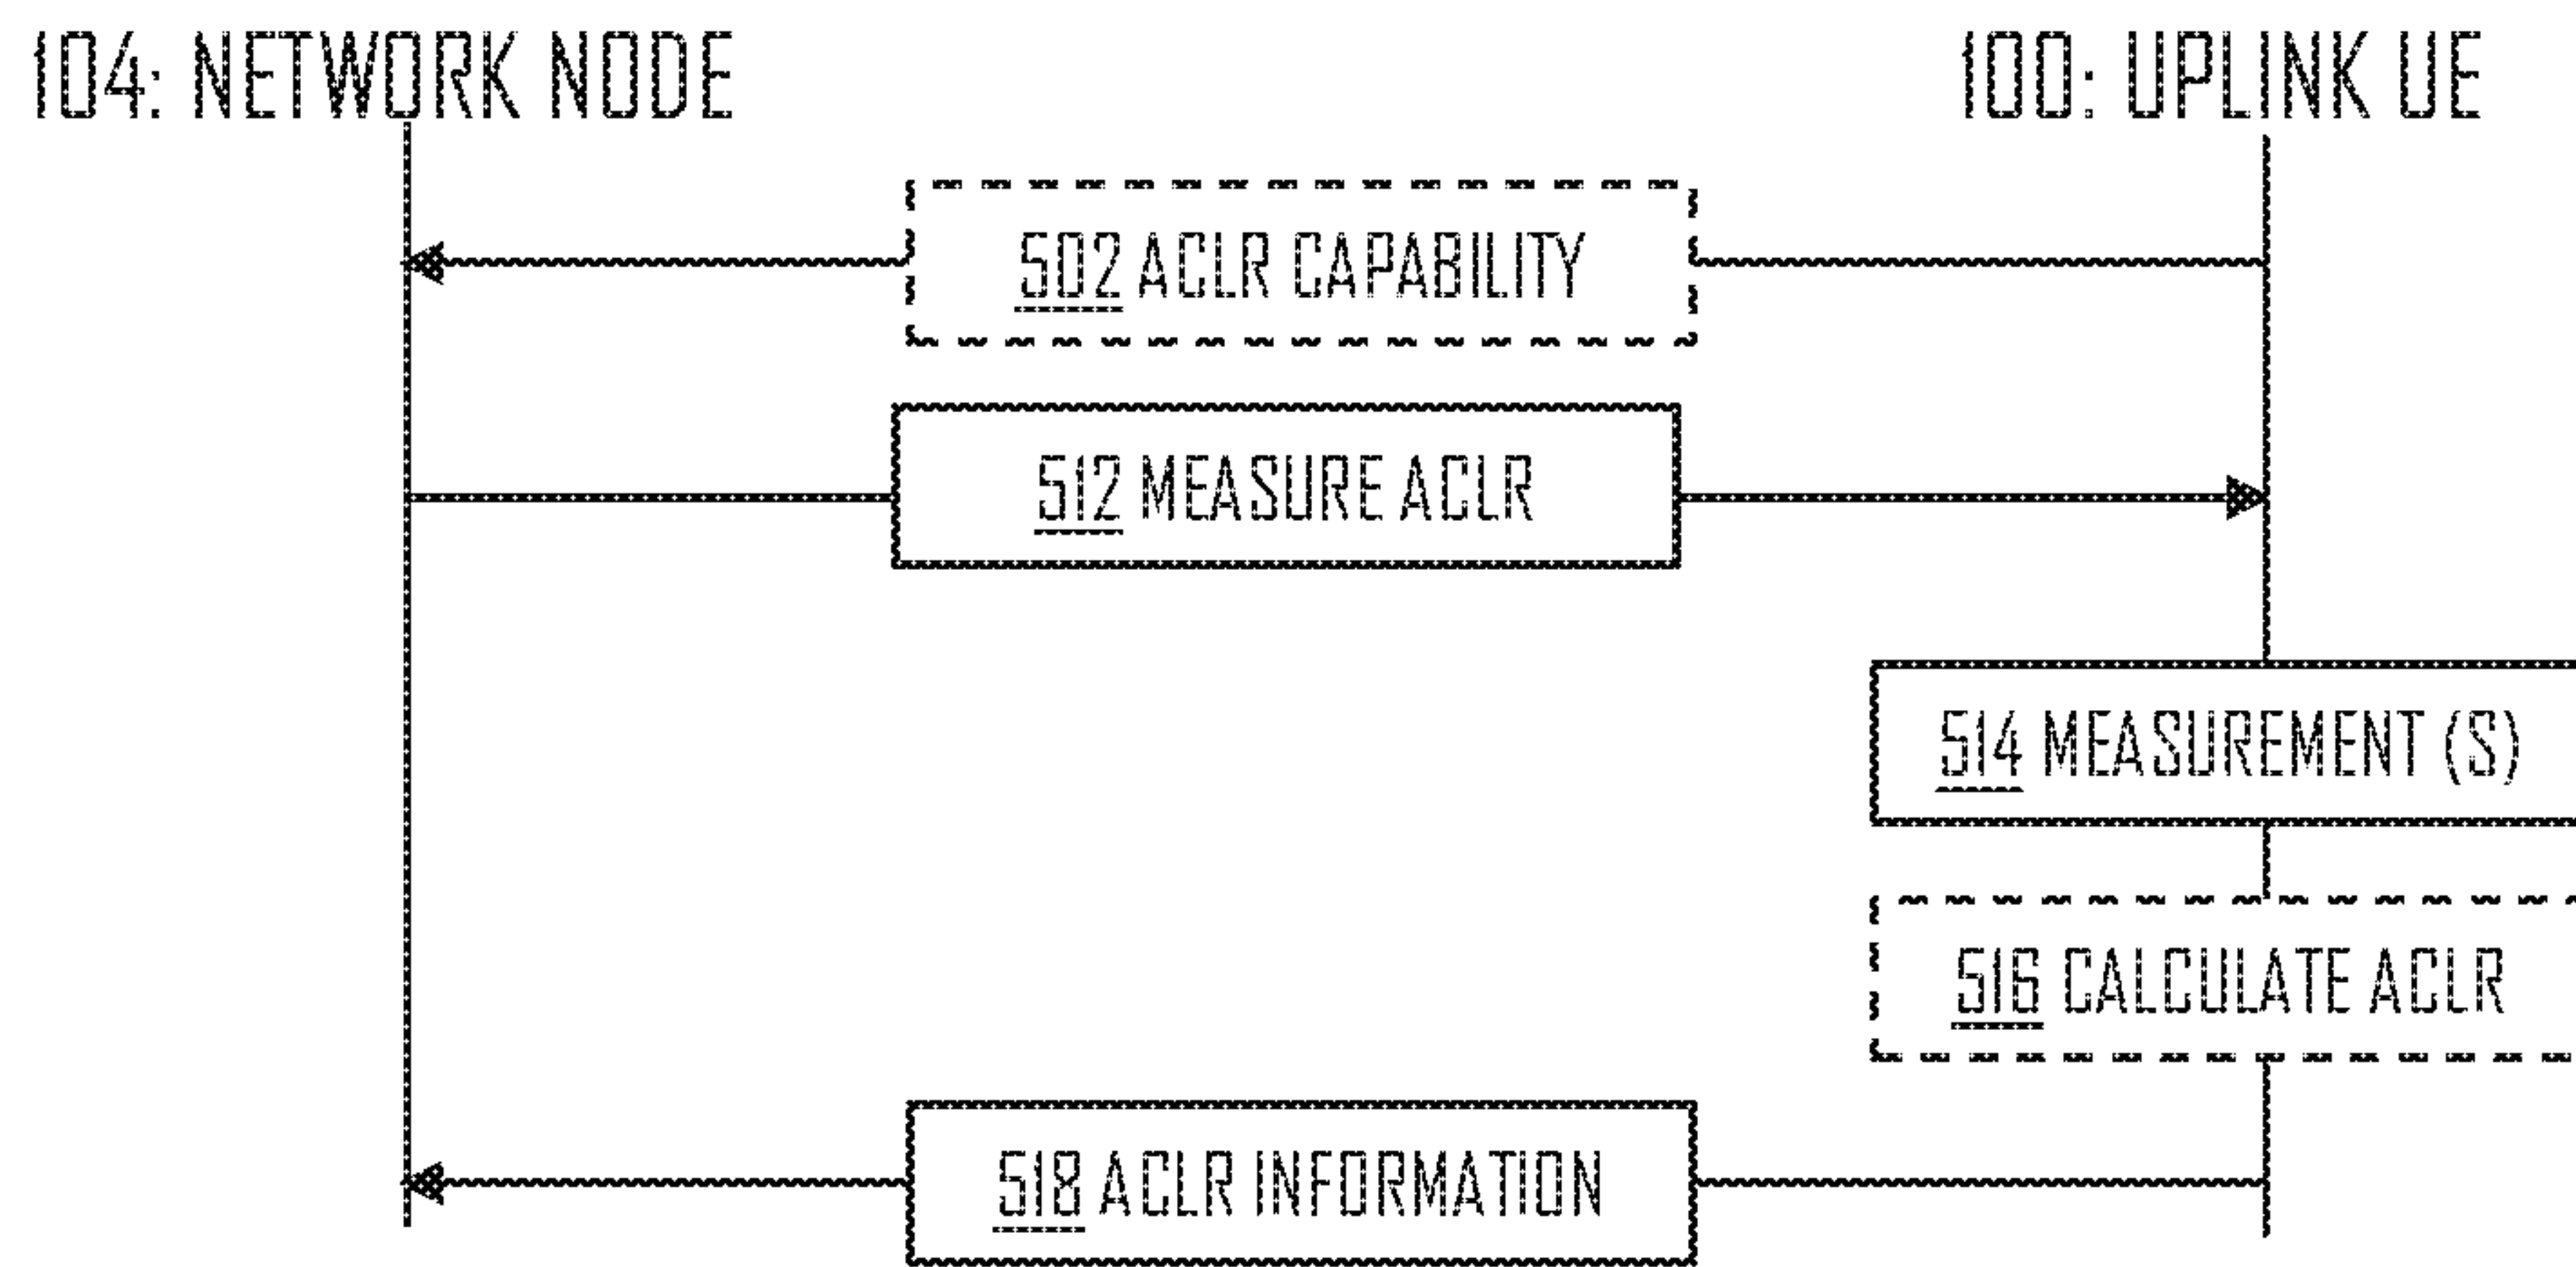 104: NETWORK NODE
100: UPLINK UE
502 ACLR CAPABILITY
512 MEASURE ACLR
514 MEASUREMENT (S)
516 CALCULATE ACLR
518 ACLR INFORMATION